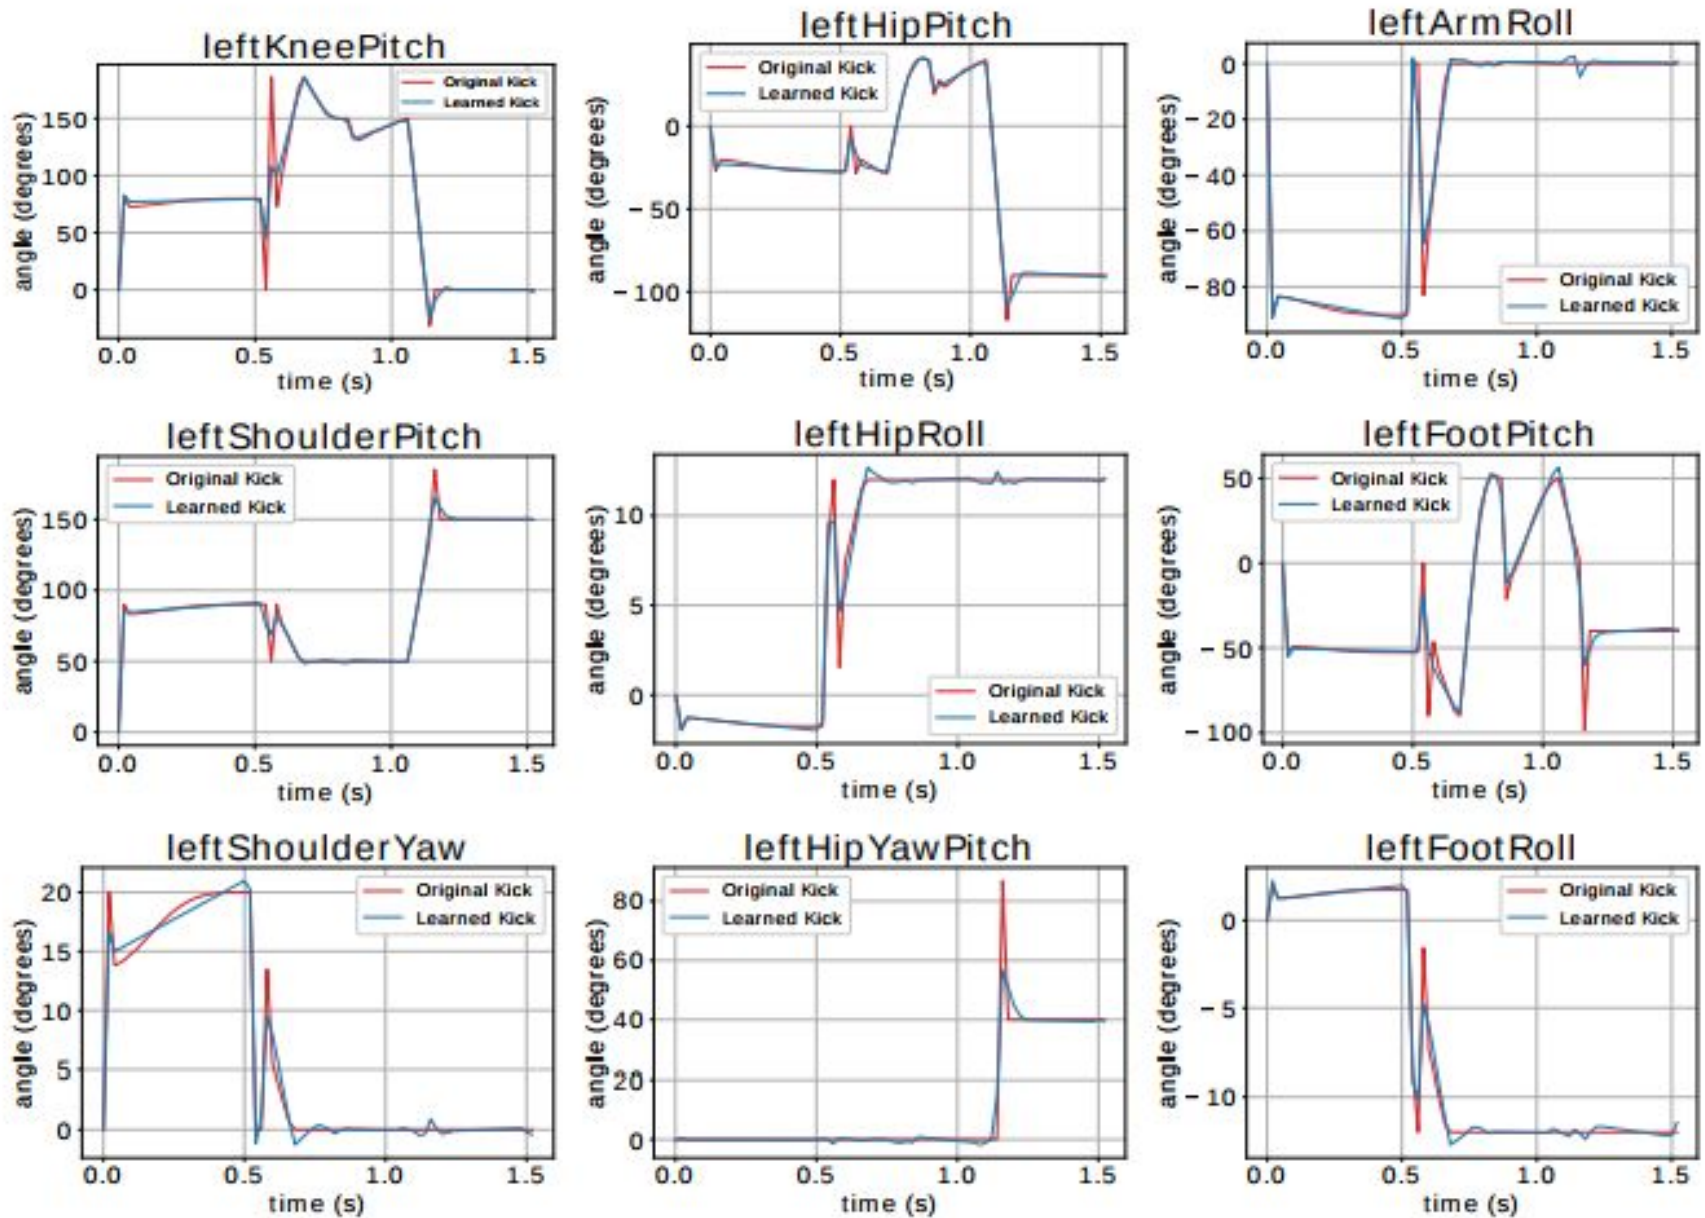 leftKneePitch
Original Kick
Learned Kick
angle (degrees)
150
100
50
0
0.0 0.5 1.0 1.5
time (s)
leftHipPitch
Original Kick
Learned Kick
angle (degrees)
0
−50
−100
0.0 0.5 1.0 1.5
time (s)
leftArmRoll
Original Kick
Learned Kick
angle (degrees)
0
−20
−40
−60
−80
0.0 0.5 1.0 1.5
time (s)
leftShoulderPitch
Original Kick
Learned Kick
angle (degrees)
150
100
50
0
0.0 0.5 1.0 1.5
time (s)
leftHipRoll
Original Kick
Learned Kick
angle (degrees)
10
5
0
0.0 0.5 1.0 1.5
time (s)
leftFootPitch
Original Kick
Learned Kick
angle (degrees)
50
0
−50
−100
0.0 0.5 1.0 1.5
time (s)
leftShoulderYaw
Original Kick
Learned Kick
angle (degrees)
20
15
10
5
0
0.0 0.5 1.0 1.5
time (s)
leftHipYawPitch
Original Kick
Learned Kick
angle (degrees)
80
60
40
20
0
0.0 0.5 1.0 1.5
time (s)
leftFootRoll
Original Kick
Learned Kick
angle (degrees)
0
−5
−10
0.0 0.5 1.0 1.5
time (s)